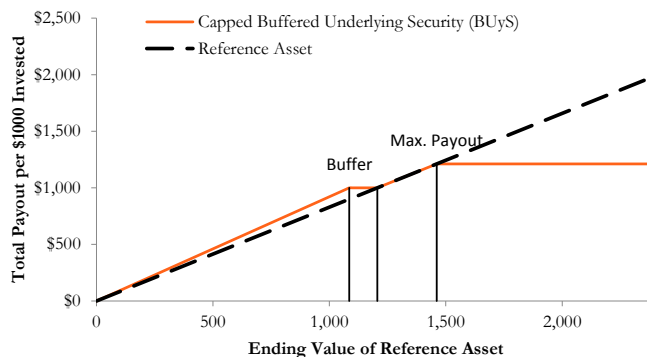 $2,500
Capped Buffered Underlying Security (BUyS)
Reference Asset
$2,000
$1,500
Max. Payout
Buffer
$1,000
$500
$0
0
500
1,000
1,500
2,000
Total Payout per $1000 Invested
Ending Value of Reference Asset